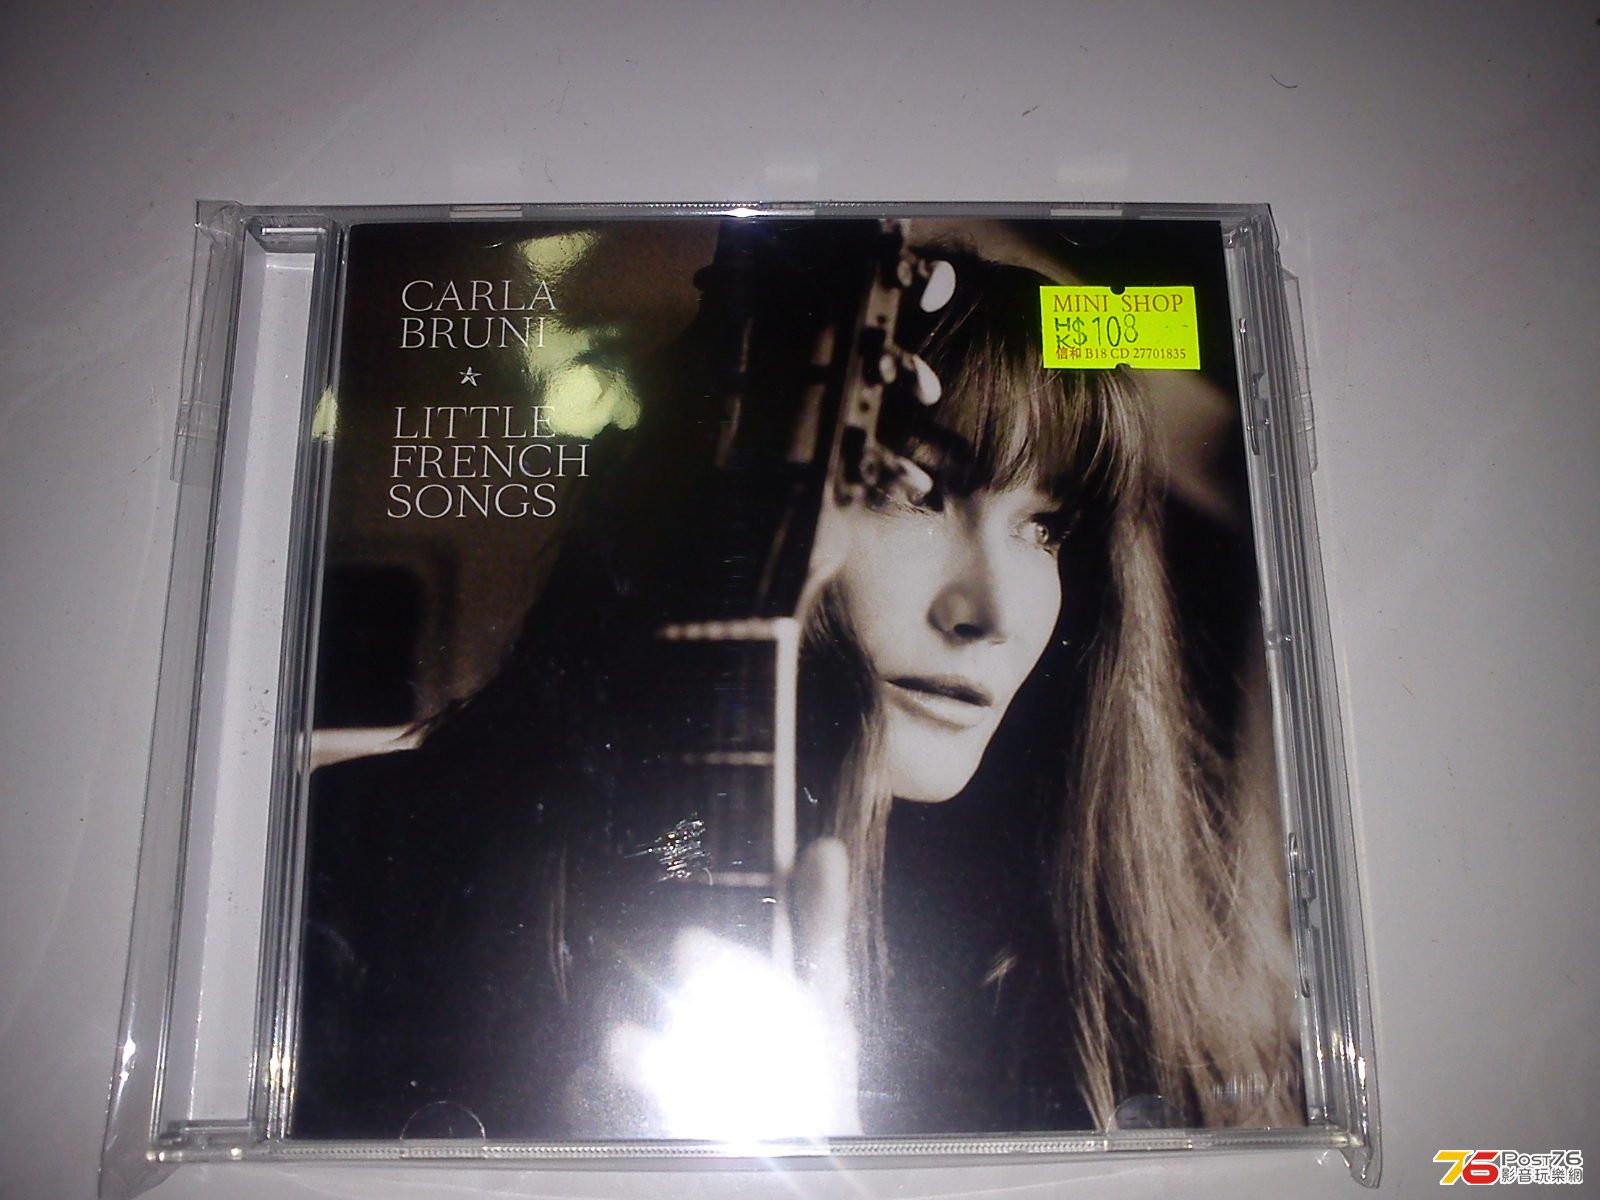 CARLA
BRUNI
LITTLE
FRENCH
SONGS
MINI SHOP
HK$108
信和 B18 CD 27701835
76 POST76
影音玩樂網